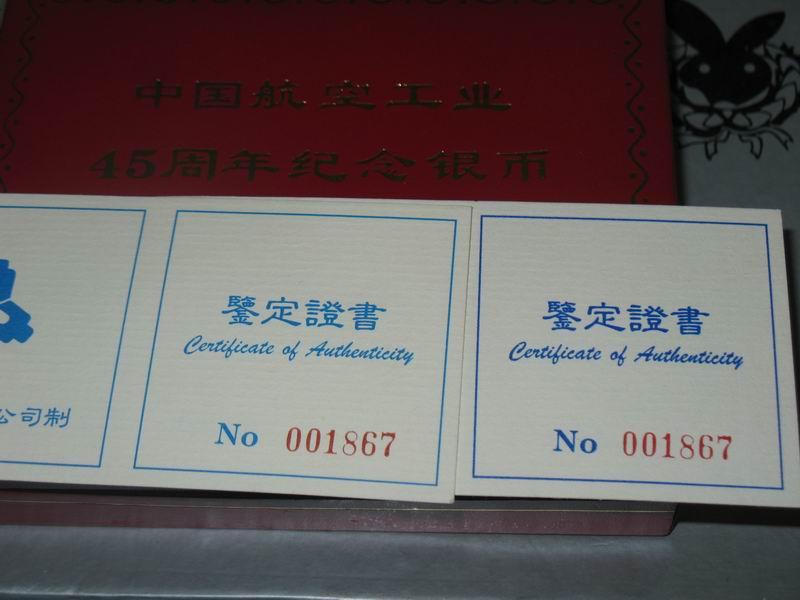 中国航空工业
45周年纪念银币
公司制
鑒定證書
Certificate of Authenticity
No 001867
鑒定證書
Certificate of Authenticity
No 001867